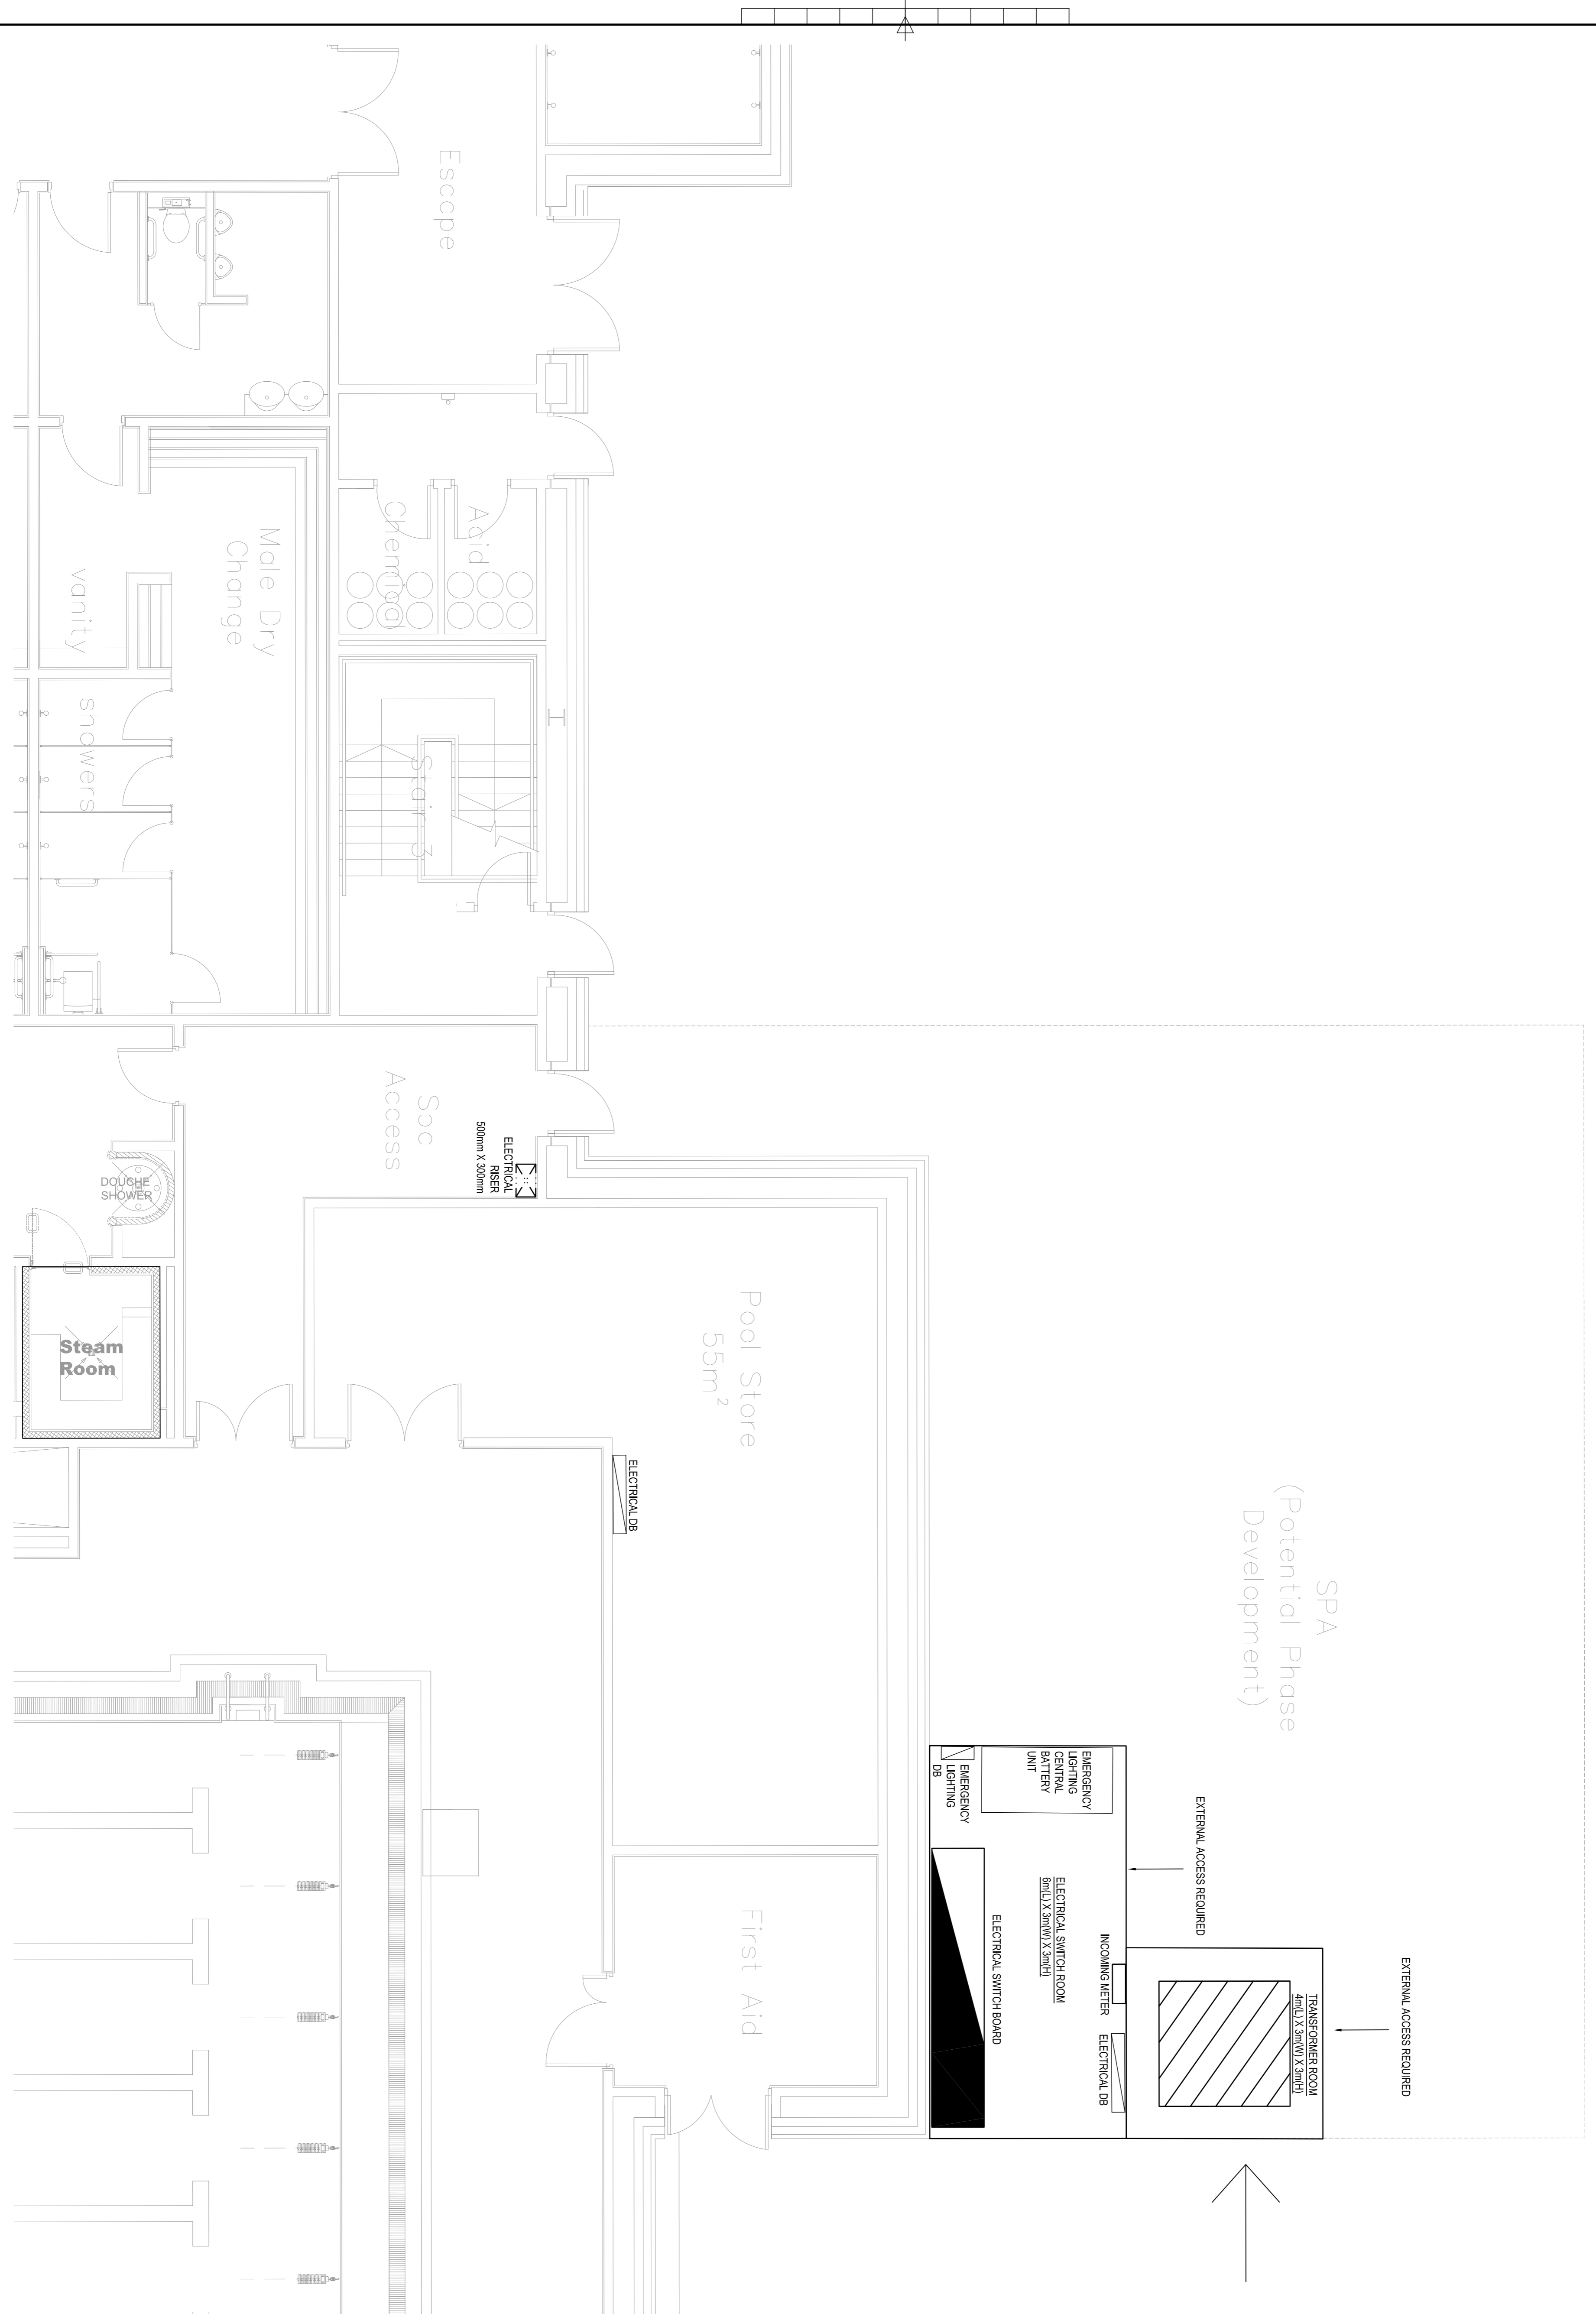 Escape
Acid
Chemical
Male Dry
Change
vanity
showers
Stair 3
Spa
Access
ELECTRICAL
RISER
500mm X 300mm
DOUCHE
SHOWER
Steam
Room
Pool Store
55m²
ELECTRICAL DB
SPA
(Potential Phase
Development)
EMERGENCY
LIGHTING
CENTRAL
BATTERY
UNIT
EMERGENCY
LIGHTING
DB
EXTERNAL ACCESS REQUIRED
ELECTRICAL SWITCH ROOM
6m(L) X 3m(W) X 3m(H)
INCOMING METER
ELECTRICAL SWITCH BOARD
ELECTRICAL DB
EXTERNAL ACCESS REQUIRED
TRANSFORMER ROOM
4m(L) X 3m(W) X 3m(H)
First Aid